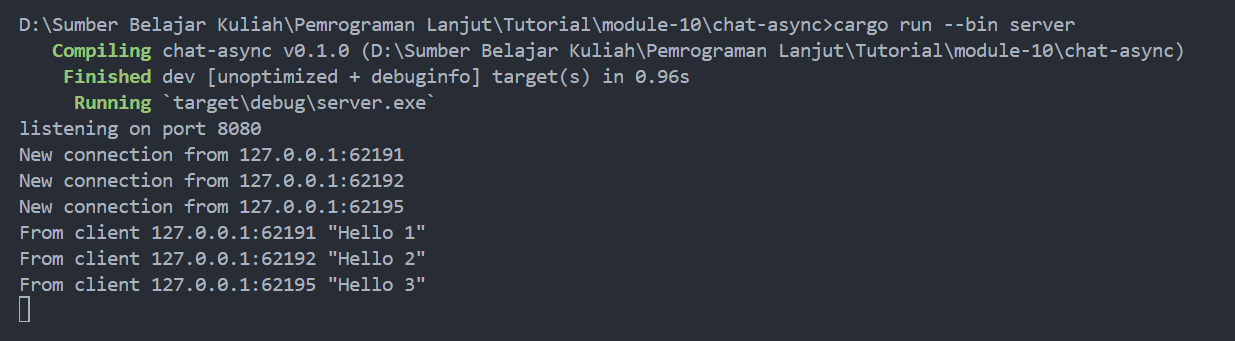 D:\Sumber Belajar Kuliah\Pemrograman Lanjut\Tutorial\module-10\chat-async>cargo run --bin server
Compiling chat-async v0.1.0 (D:\Sumber Belajar Kuliah\Pemrograman Lanjut\Tutorial\module-10\chat-async)
Finished dev [unoptimized + debuginfo] target(s) in 0.96s
Running `target\debug\server.exe`
listening on port 8080
New connection from 127.0.0.1:62191
New connection from 127.0.0.1:62192
New connection from 127.0.0.1:62195
From client 127.0.0.1:62191 "Hello 1"
From client 127.0.0.1:62192 "Hello 2"
From client 127.0.0.1:62195 "Hello 3"